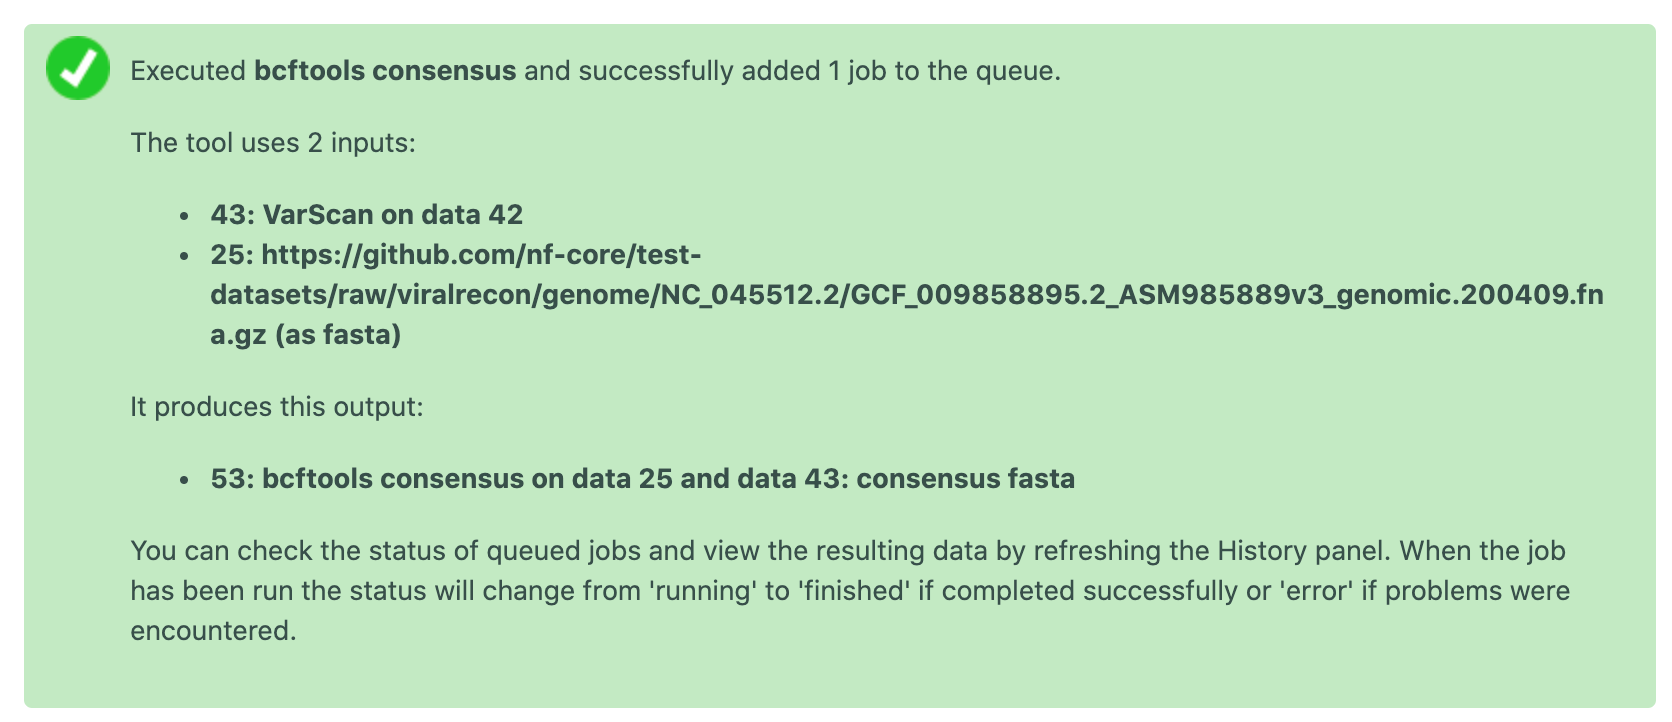 Executed bcftools consensus and successfully added 1 job to the queue.
The tool uses 2 inputs:
• 43: VarScan on data 42
• 25: https://github.com/nf-core/test-
datasets/raw/viralrecon/genome/NC_045512.2/GCF_009858895.2_ASM985889v3_genomic.200409.fn
a.gz (as fasta)
It produces this output:
• 53: bcftools consensus on data 25 and data 43: consensus fasta
You can check the status of queued jobs and view the resulting data by refreshing the History panel. When the job
has been run the status will change from 'running' to 'finished' if completed successfully or 'error' if problems were
encountered.